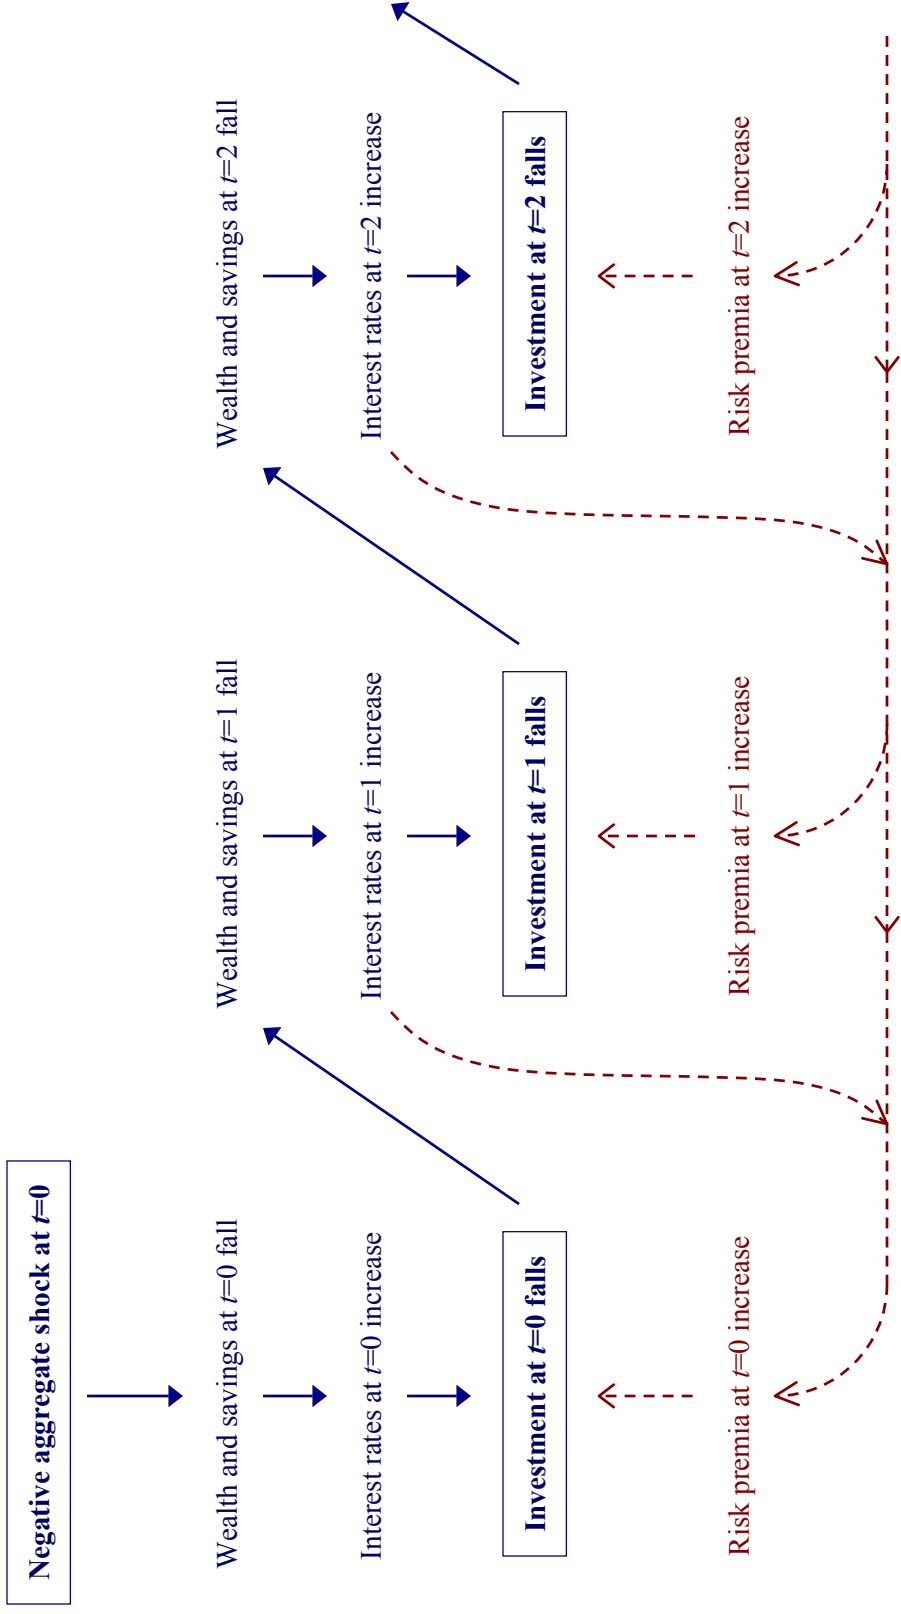 Negative aggregate shock at t=0
Wealth and savings at t=0 fall
Interest rates at t=0 increase
Investment at t=0 falls
Risk premia at t=0 increase
Wealth and savings at t=1 fall
Interest rates at t=1 increase
Investment at t=1 falls
Risk premia at t=1 increase
Wealth and savings at t=2 fall
Interest rates at t=2 increase
Investment at t=2 falls
Risk premia at t=2 increase